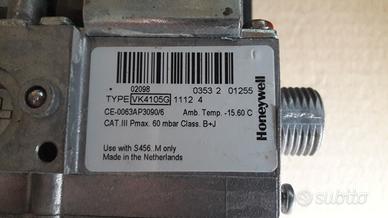 02098
0353 2 01255
TYPE VK4105G 1112 4
CE-0063AP3090/6 Amb. Temp. -15.60 C
CAT.III Pmax. 60 mbar Class. B+J
Use with S456. M only
Made in the Netherlands
Honeywell
subito